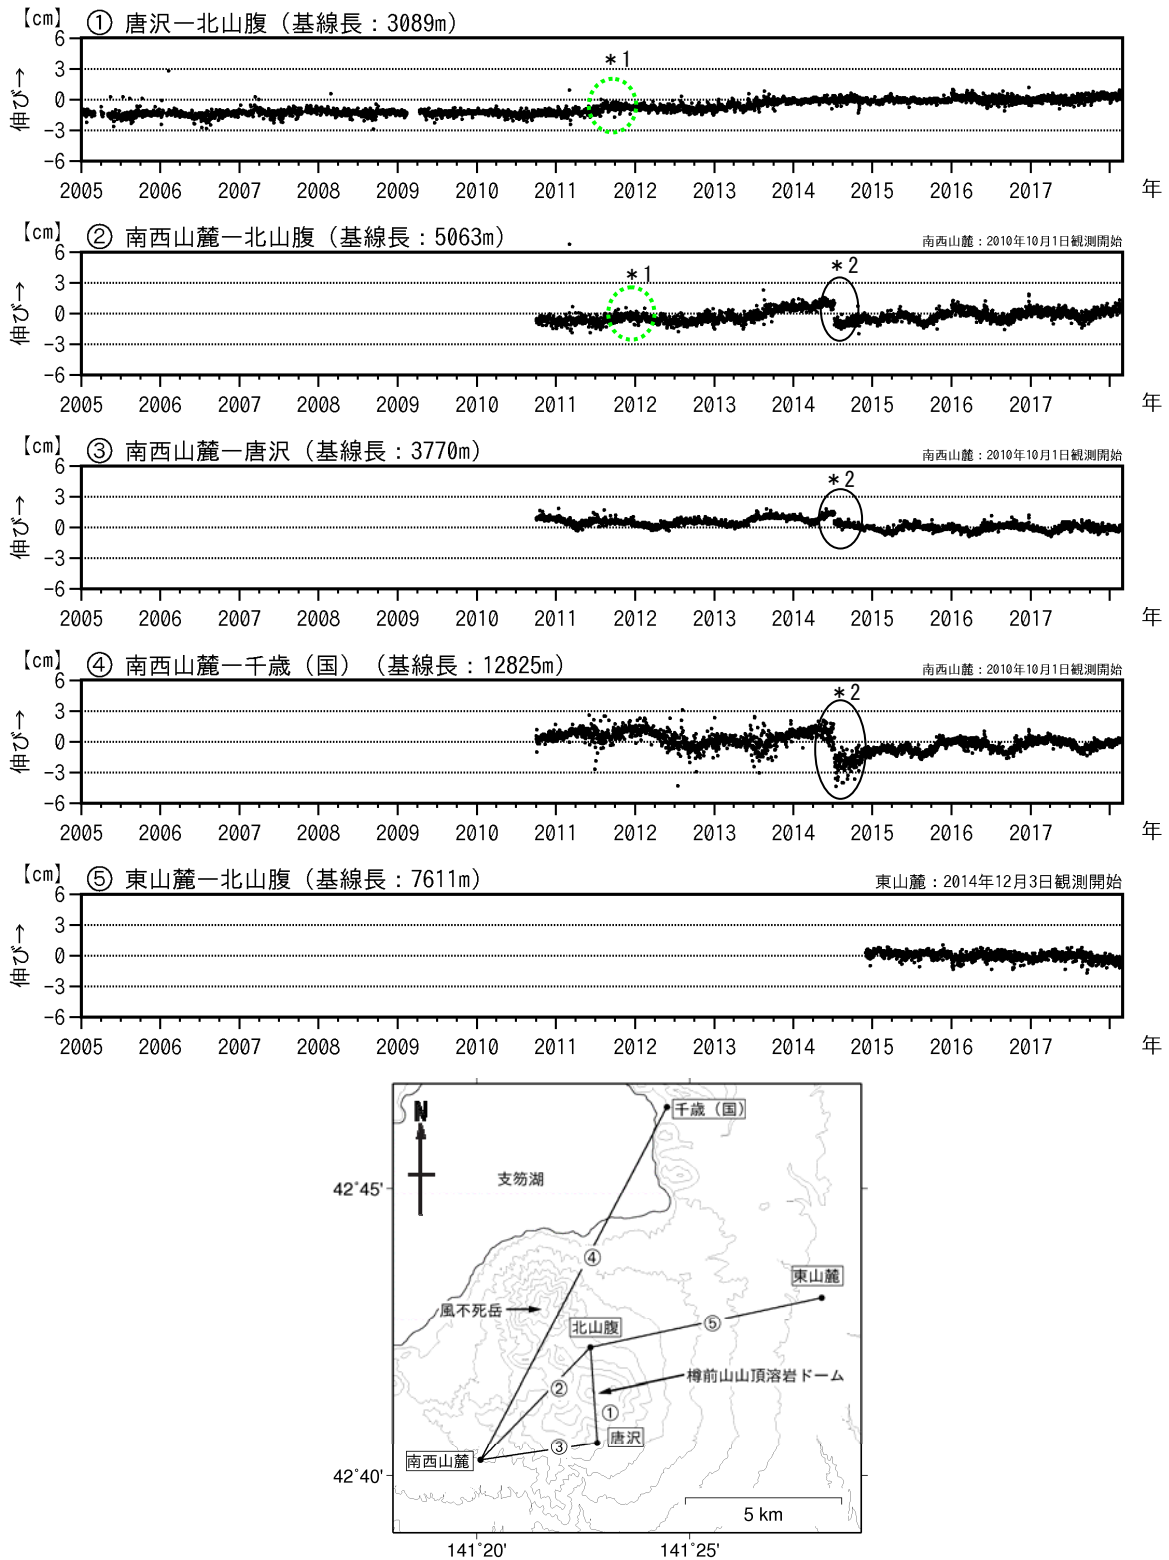 【cm】 ① 唐沢ー北山腹（基線長：3089m）
6
3
0
-3
-6
伸び→
＊1
2005 2006 2007 2008 2009 2010 2011 2012 2013 2014 2015 2016 2017 年
【cm】 ② 南西山麓ー北山腹（基線長：5063m） 南西山麓：2010年10月1日観測開始
6
3
0
-3
-6
伸び→
＊1
＊2
2005 2006 2007 2008 2009 2010 2011 2012 2013 2014 2015 2016 2017 年
【cm】 ③ 南西山麓ー唐沢（基線長：3770m） 南西山麓：2010年10月1日観測開始
6
3
0
-3
-6
伸び→
＊2
2005 2006 2007 2008 2009 2010 2011 2012 2013 2014 2015 2016 2017 年
【cm】 ④ 南西山麓ー千歳（国）（基線長：12825m） 南西山麓：2010年10月1日観測開始
6
3
0
-3
-6
伸び→
＊2
2005 2006 2007 2008 2009 2010 2011 2012 2013 2014 2015 2016 2017 年
【cm】 ⑤ 東山麓ー北山腹（基線長：7611m） 東山麓：2014年12月3日観測開始
6
3
0
-3
-6
伸び→
2005 2006 2007 2008 2009 2010 2011 2012 2013 2014 2015 2016 2017 年
N
千歳（国）
支笏湖
42°45'
④
東山麓
風不死岳
北山腹
⑤
樽前山山頂溶岩ドーム
②
①
唐沢
③
南西山麓
42°40'
5 km
141°20' 141°25'